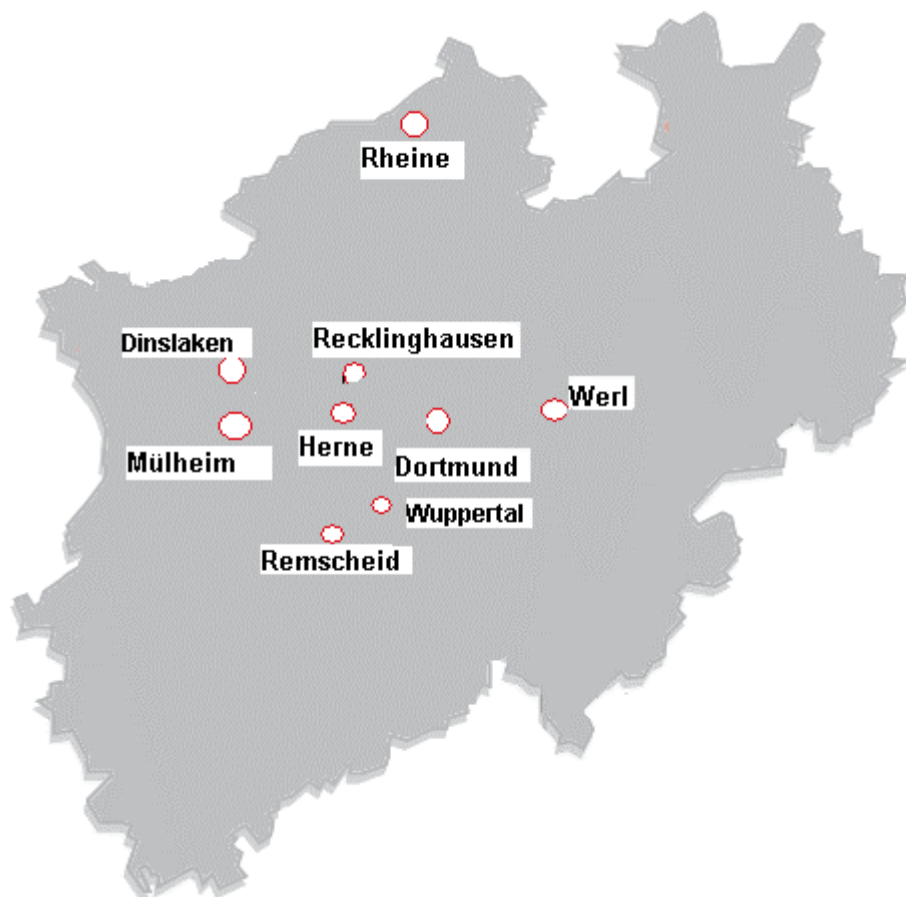 Rheine
Dinslaken
Recklinghausen
Werl
Mülheim
Herne
Dortmund
Wuppertal
Remscheid